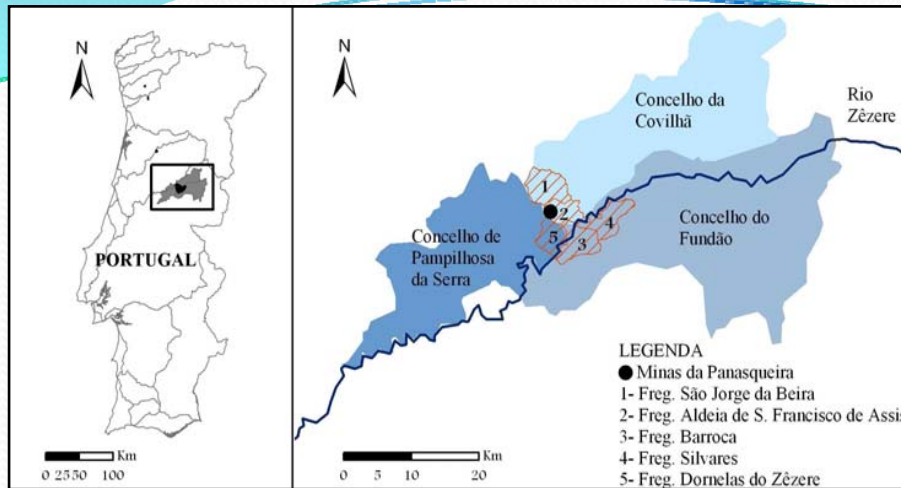 N
PORTUGAL
Km
0 25 50 100
N
Concelho da
Covilhã
Rio
Zêzere
1
2
4
5
3
Concelho de
Pampilhosa
da Serra
Concelho do
Fundão
LEGENDA
Minas da Panasqueira
1- Freg. São Jorge da Beira
2- Freg. Aldeia de S. Francisco de Assis
3- Freg. Barroca
4- Freg. Silvares
5- Freg. Dornelas do Zêzere
Km
0 5 10 20